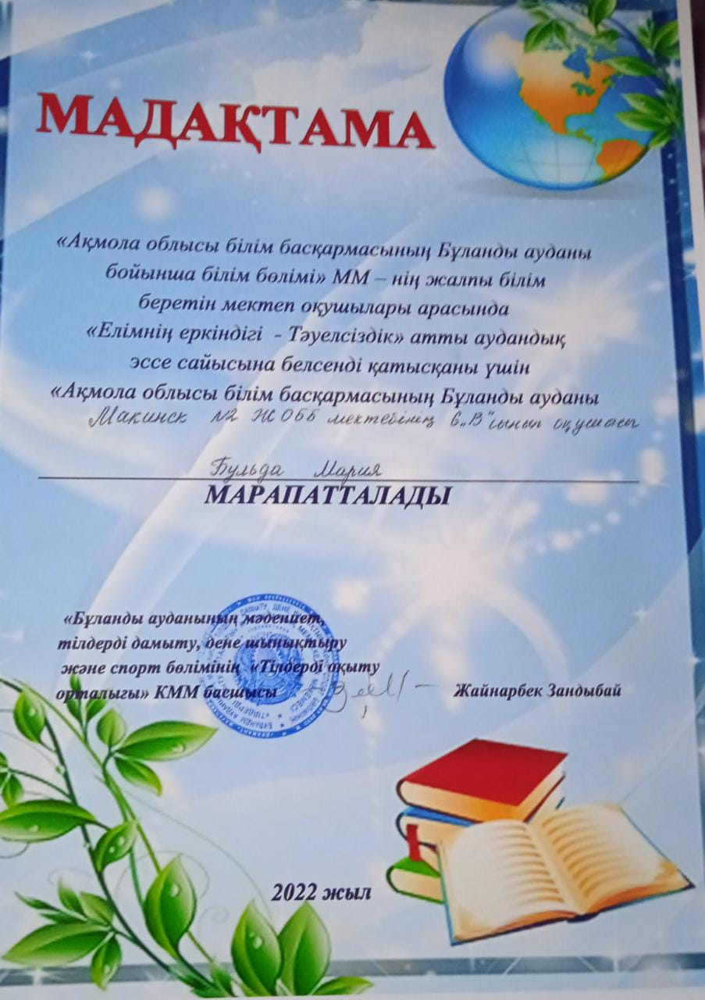 МАДАҚТАМА
«Ақмола облысы білім басқармасының Бұланды ауданы
бойынша білім бөлімі» ММ – нің жалпы білім
беретін мектеп оқушылары арасында
«Елімнің еркіндігі - Тәуелсіздік» атты аудандық
эссе сайысына белсенді қатысқаны үшін
«Ақмола облысы білім басқармасының Бұланды ауданы
Макинск №2 ЖОББ мектебінің 6 „В" сынып оқушысы
Бульда Мария
МАРАПАТТАЛАДЫ
«Бұланды ауданының мәдениет,
тілдерді дамыту, дене шынықтыру
және спорт бөлімінің «Тілдерді оқыту
орталығы» КММ басшысы Жайнарбек Зандыбай
2022 жыл